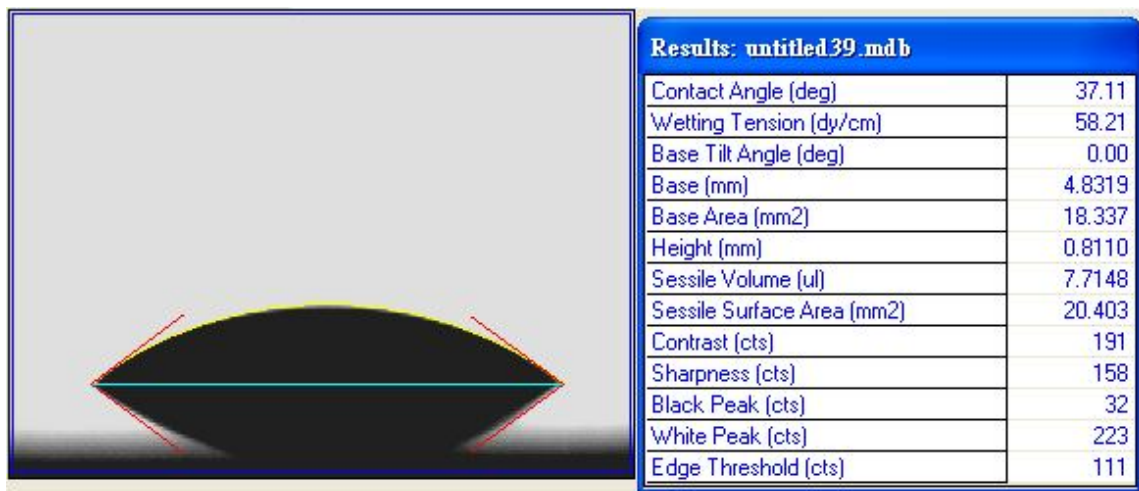 Results: untitled39.mdb
Contact Angle (deg) 37.11
Wetting Tension (dy/cm) 58.21
Base Tilt Angle (deg) 0.00
Base (mm) 4.8319
Base Area (mm2) 18.337
Height (mm) 0.8110
Sessile Volume (ul) 7.7148
Sessile Surface Area (mm2) 20.403
Contrast (cts) 191
Sharpness (cts) 158
Black Peak (cts) 32
White Peak (cts) 223
Edge Threshold (cts) 111